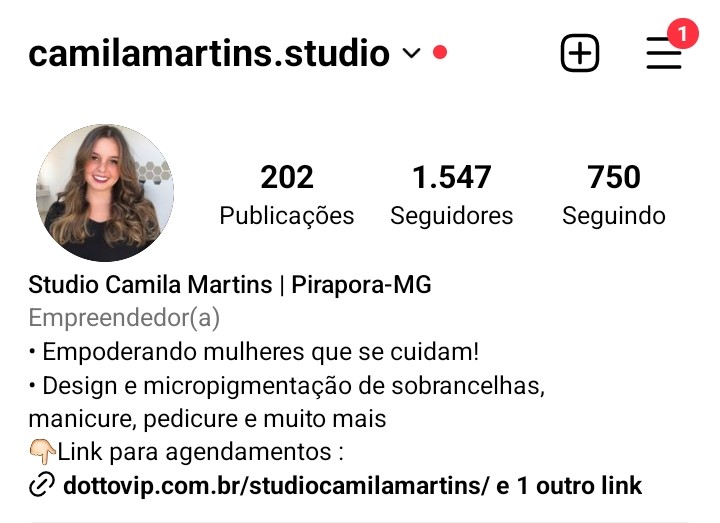 camilamartins.studio
1
202 1.547 750
Publicações Seguidores Seguindo
Studio Camila Martins | Pirapora-MG
Empreendedor(a)
• Empoderando mulheres que se cuidam!
• Design e micropigmentação de sobrancelhas,
manicure, pedicure e muito mais
👇🏻Link para agendamentos :
dottovip.com.br/studiocamilamartins/ e 1 outro link